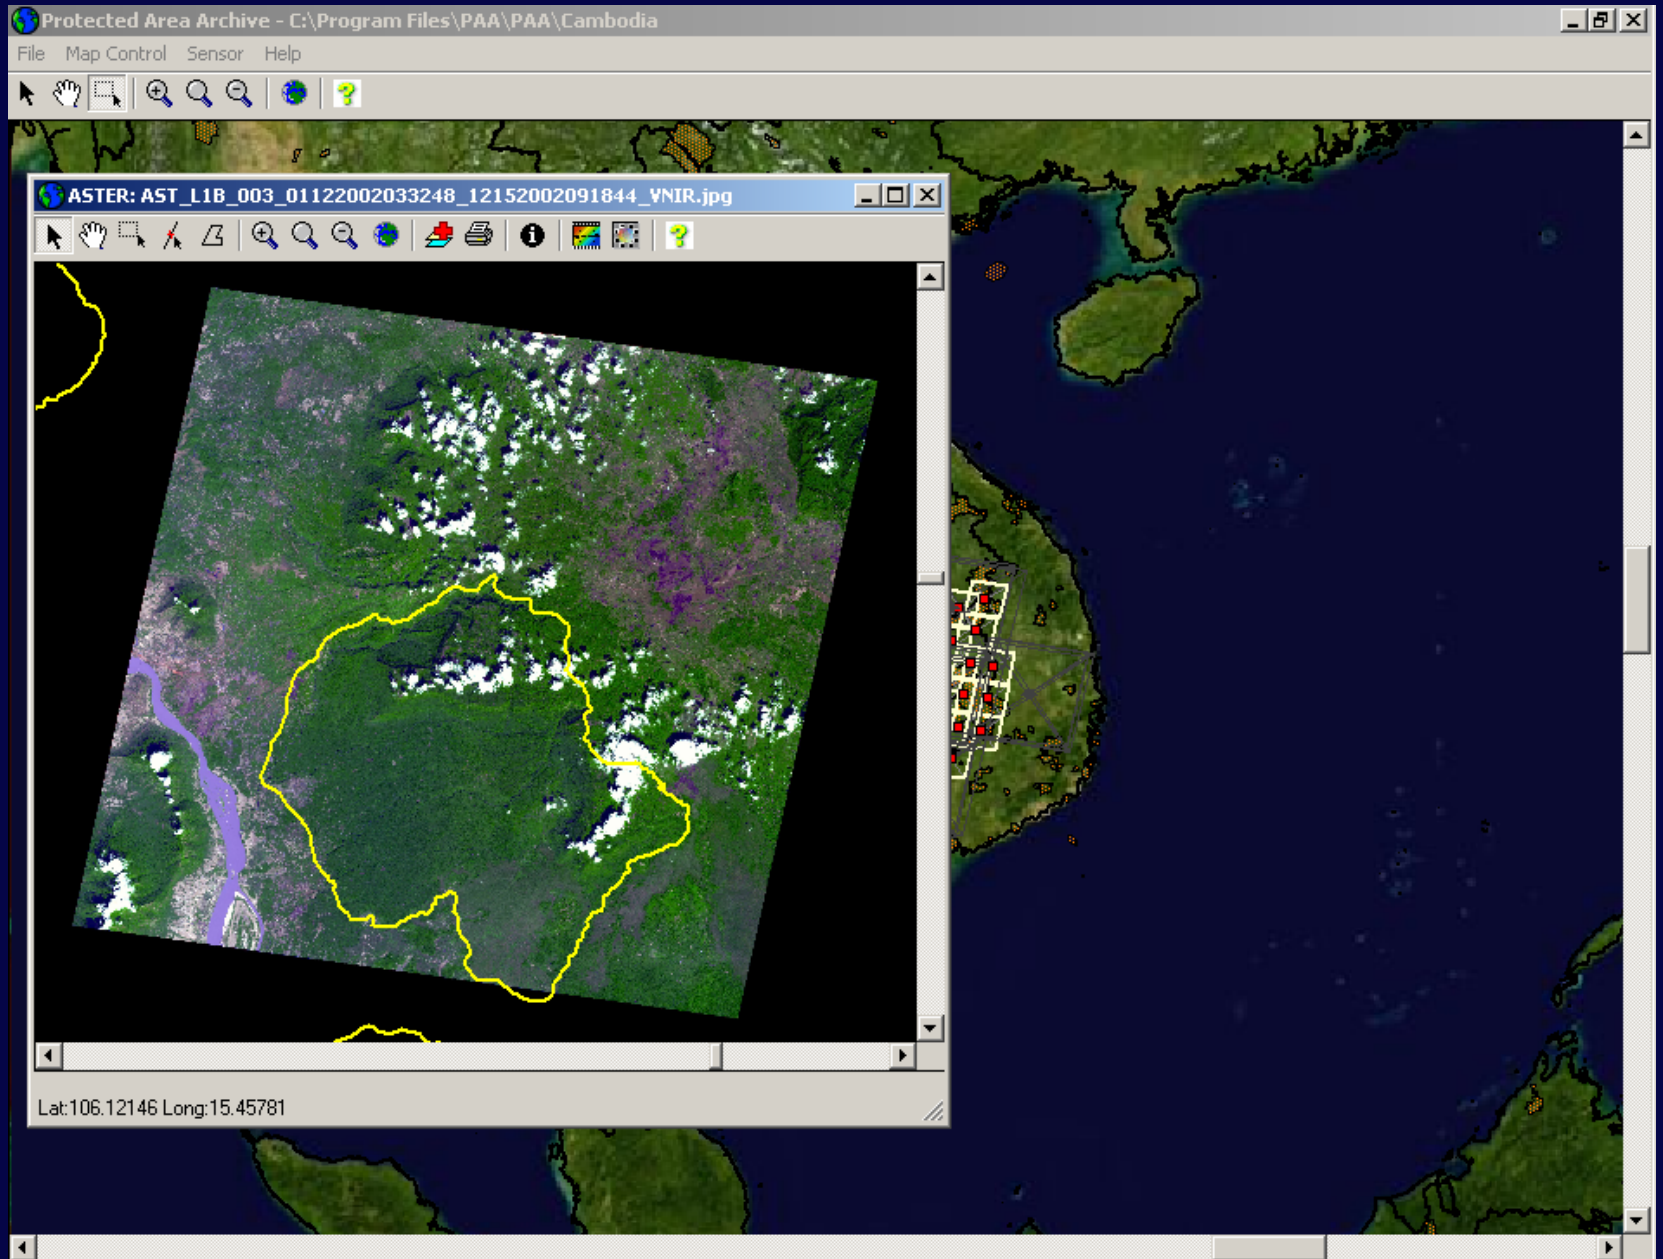 Protected Area Archive - C:\Program Files\PAA\PAA\Cambodia
File Map Control Sensor Help
ASTER: AST_L1B_003_01122002033248_12152002091844_VNIR.jpg
Lat:106.12146 Long:15.45781